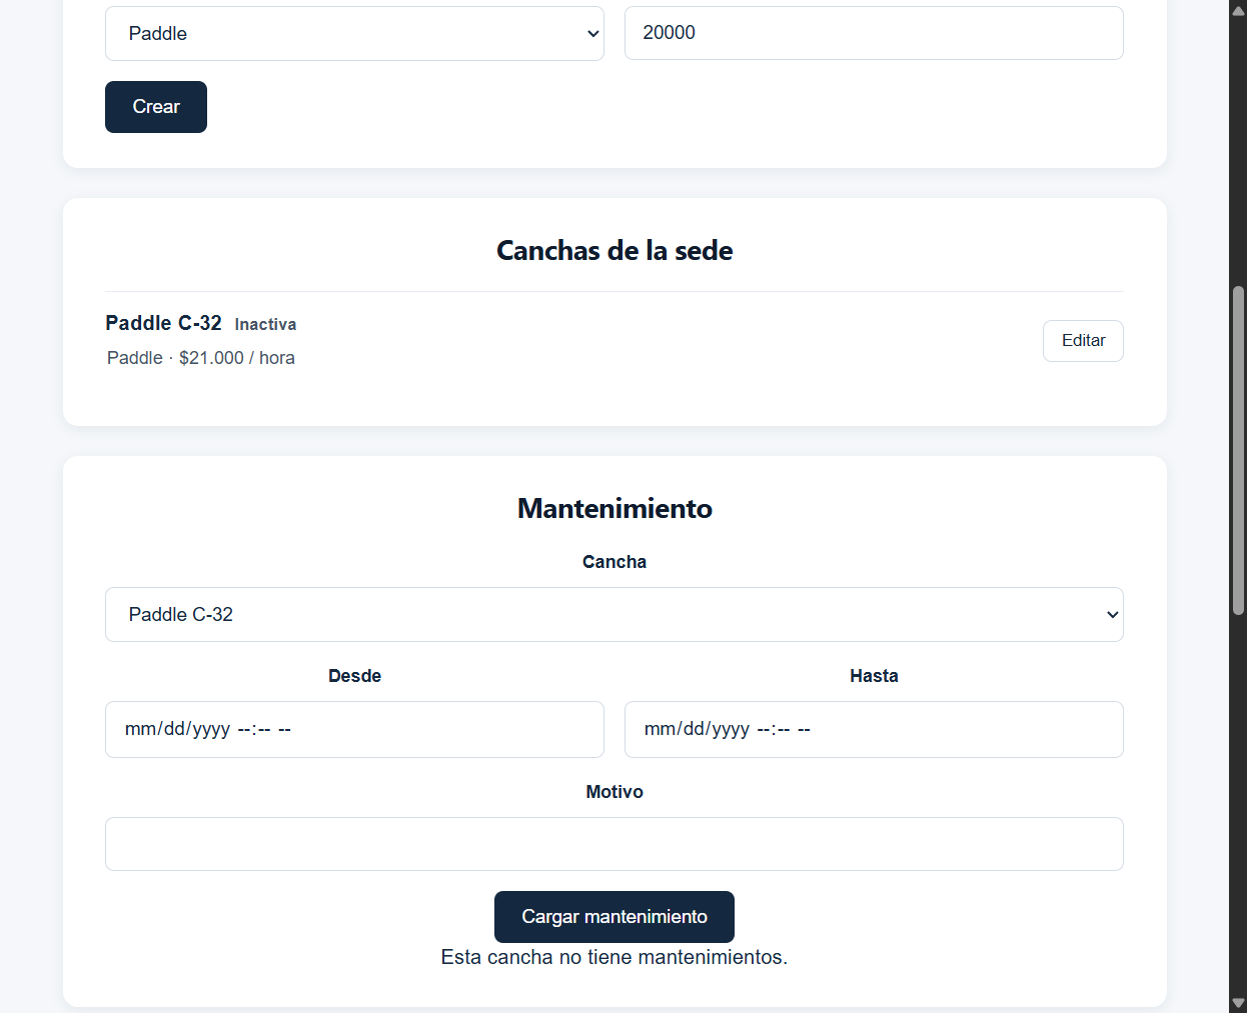 Paddle
20000
Crear
Canchas de la sede
Paddle C-32 Inactiva
Paddle · $21.000 / hora
Editar
Mantenimiento
Cancha
Paddle C-32
Desde
Hasta
mm/dd/yyyy --:-- --
mm/dd/yyyy --:-- --
Motivo
Cargar mantenimiento
Esta cancha no tiene mantenimientos.